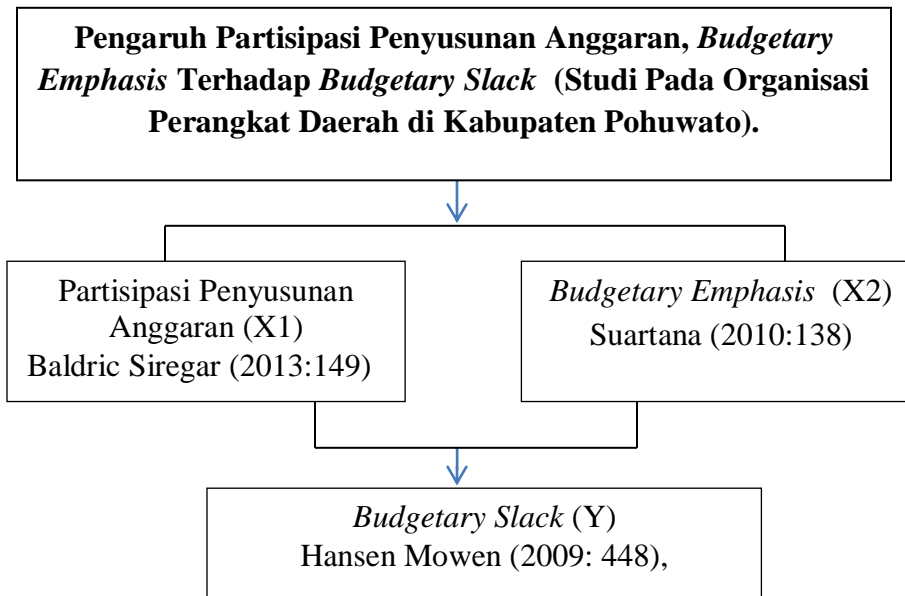 Pengaruh Partisipasi Penyusunan Anggaran, Budgetary
Emphasis Terhadap Budgetary Slack (Studi Pada Organisasi
Perangkat Daerah di Kabupaten Pohuwato).
Partisipasi Penyusunan
Anggaran (X1)
Baldric Siregar (2013:149)
Budgetary Emphasis (X2)
Suartana (2010:138)
Budgetary Slack (Y)
Hansen Mowen (2009: 448),